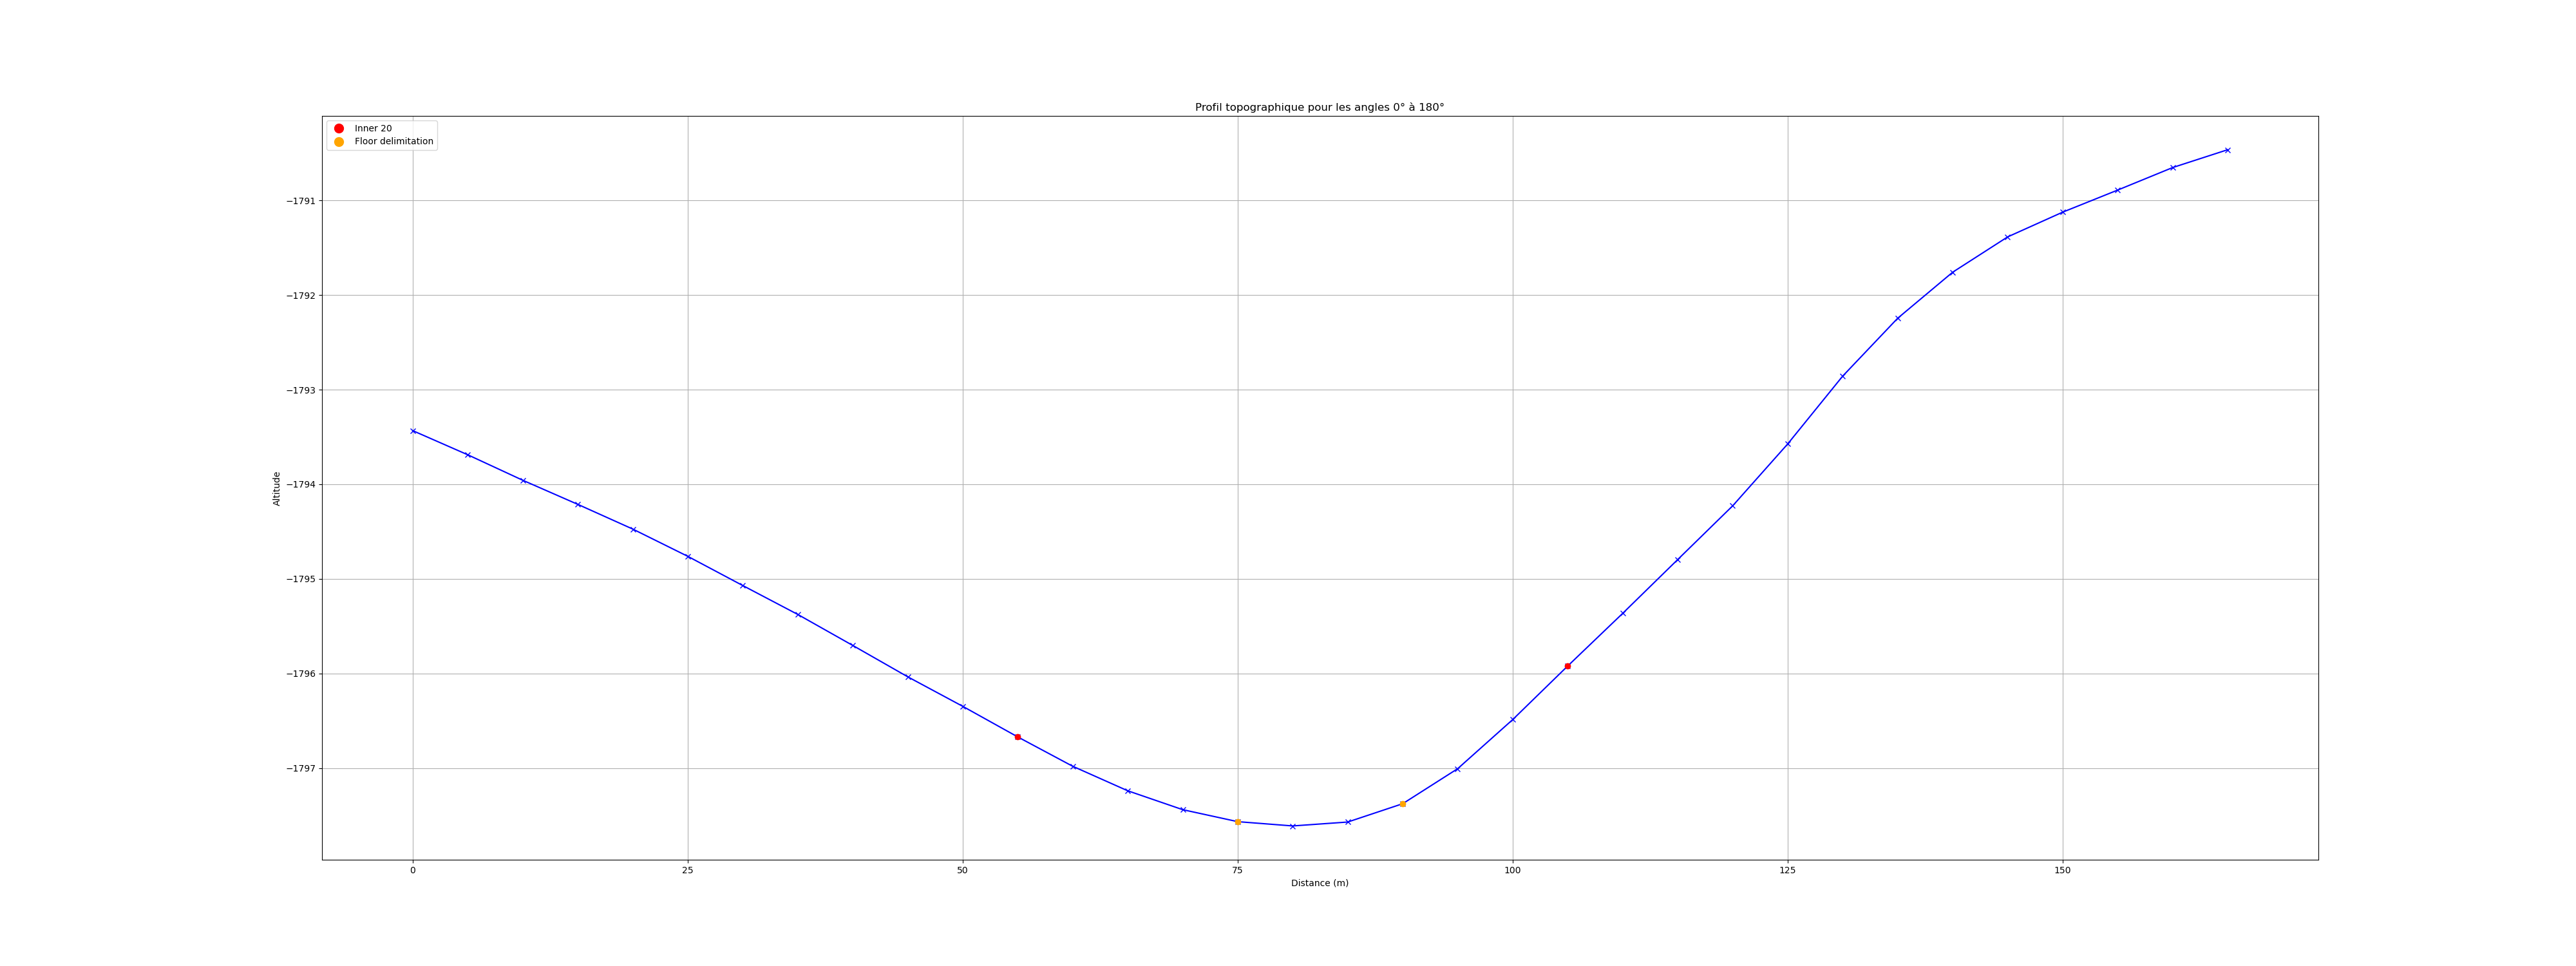 Profil topographique pour les angles 0° à 180°
Inner 20
Floor delimitation
−1791
−1792
−1793
−1794
−1795
−1796
−1797
Altitude
0 25 50 75 100 125 150
Distance (m)